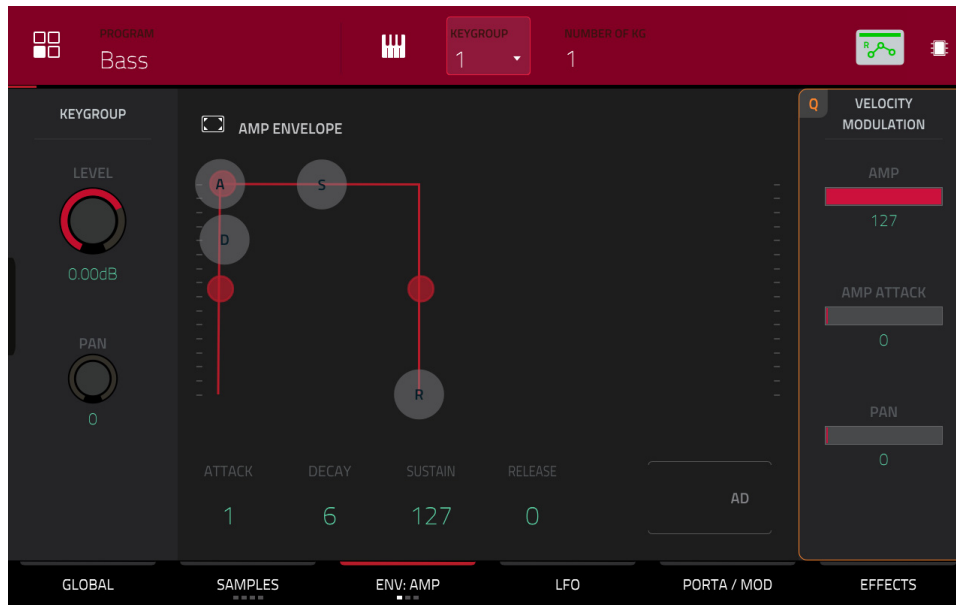 PROGRAM
Bass
KEYGROUP
1
NUMBER OF KG
1
R
KEYGROUP
LEVEL
0.00dB
PAN
0
AMP ENVELOPE
A
S
D
R
ATTACK
DECAY
SUSTAIN
RELEASE
1
6
127
0
AD
Q
VELOCITY
MODULATION
AMP
127
AMP ATTACK
0
PAN
0
GLOBAL
SAMPLES
ENV: AMP
LFO
PORTA / MOD
EFFECTS